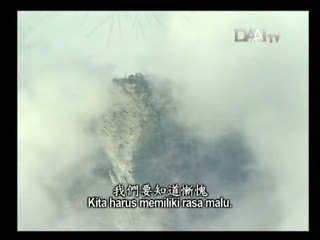 DAAi TV
我們要知道慚愧
Kita harus memiliki rasa malu.